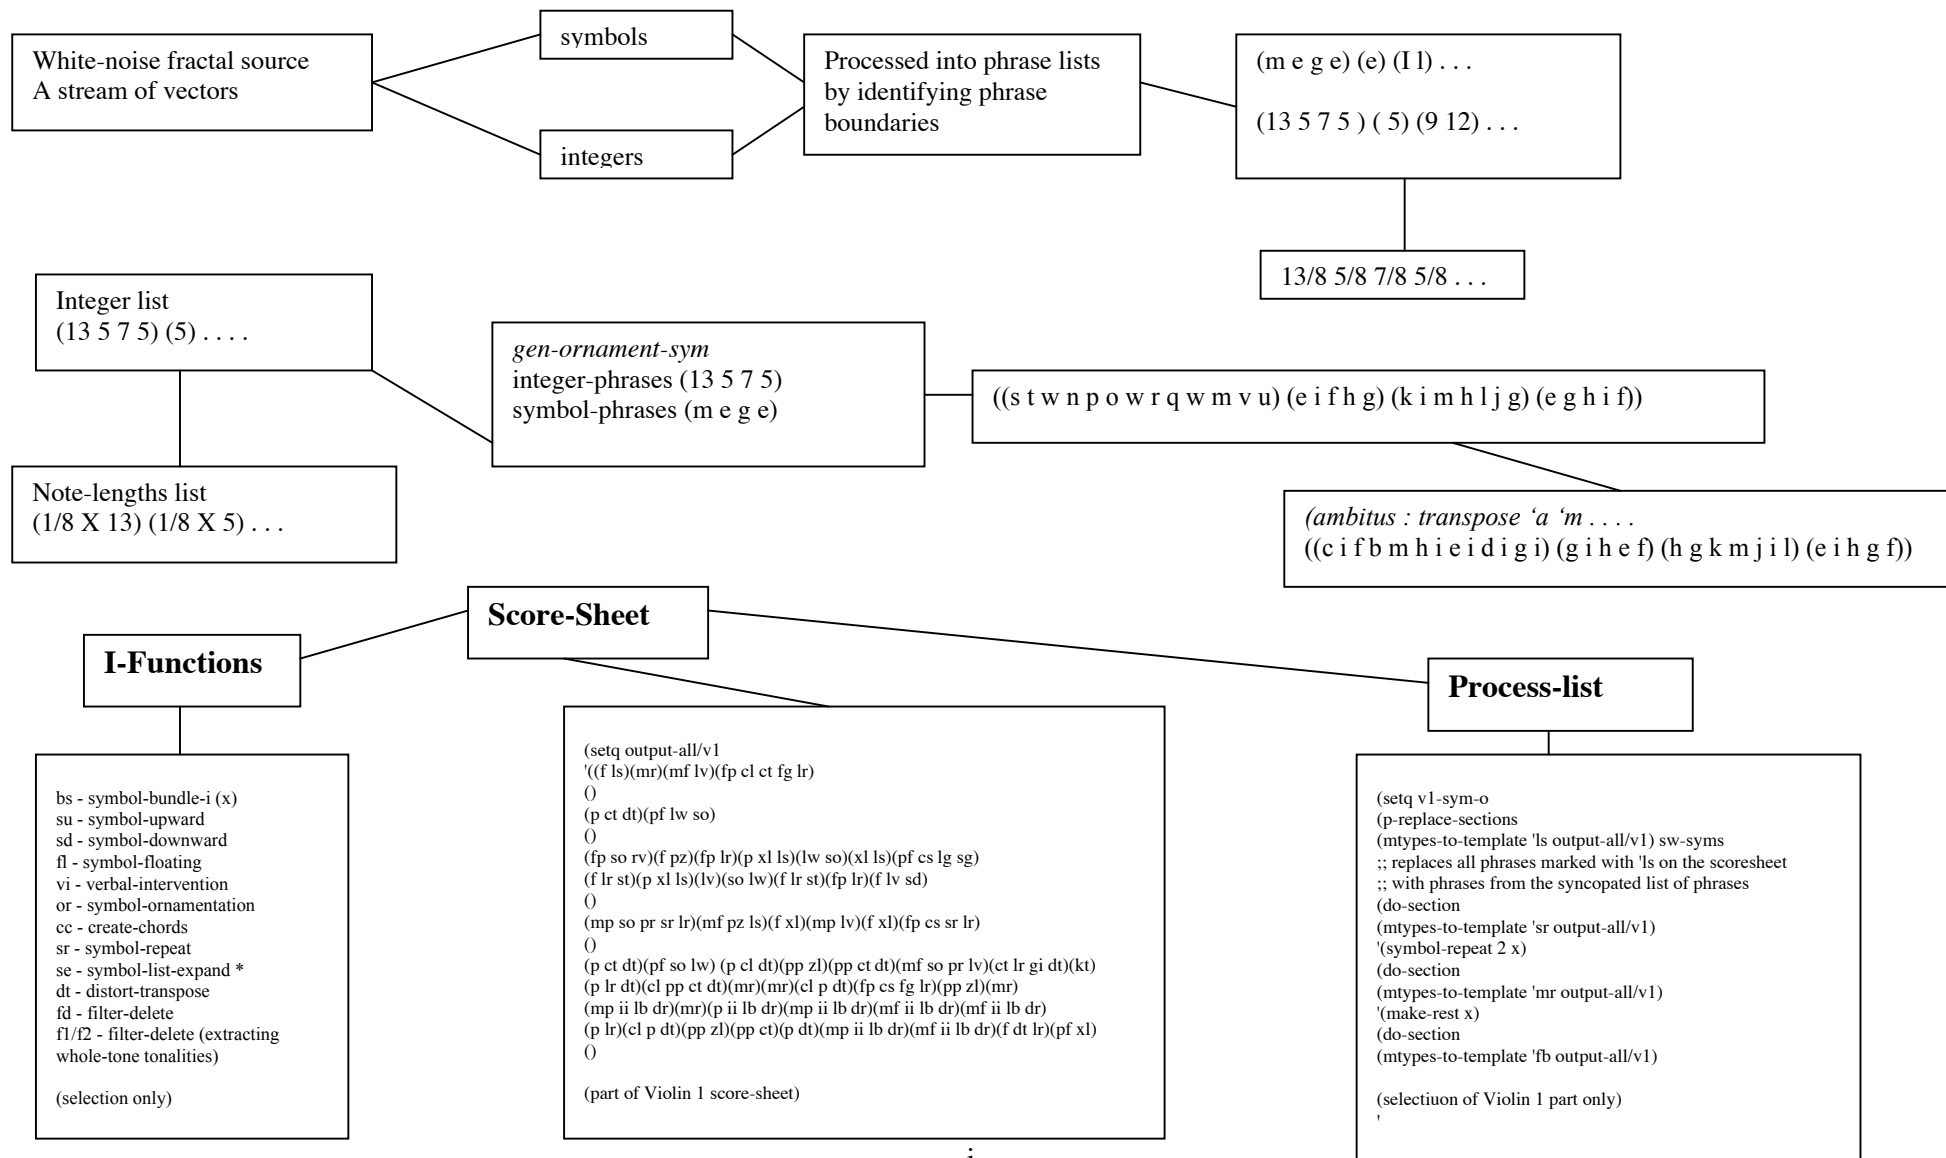 White-noise fractal source
A stream of vectors
symbols
integers
Processed into phrase lists
by identifying phrase
boundaries
(m e g e) (e) (I l) . . .
(13 5 7 5 ) ( 5) (9 12) . . .
13/8 5/8 7/8 5/8 . . .
Integer list
(13 5 7 5) (5) . . . .
gen-ornament-sym
integer-phrases (13 5 7 5)
symbol-phrases (m e g e)
((s t w n p o w r q w m v u) (e i f h g) (k i m h l j g) (e g h i f))
Note-lengths list
(1/8 X 13) (1/8 X 5) . . .
(ambitus : transpose ‘a ‘m . . . .
((c i f b m h i e i d i g i) (g i h e f) (h g k m j i l) (e i h g f))
Score-Sheet
I-Functions
Process-list
bs - symbol-bundle-i (x)
su - symbol-upward
sd - symbol-downward
fl - symbol-floating
vi - verbal-intervention
or - symbol-ornamentation
cc - create-chords
sr - symbol-repeat
se - symbol-list-expand *
dt - distort-transpose
fd - filter-delete
f1/f2 - filter-delete (extracting
whole-tone tonalities)
(selection only)
(setq output-all/v1
'((f ls)(mr)(mf lv)(fp cl ct fg lr)
()
(p ct dt)(pf lw so)
()
(fp so rv)(f pz)(fp lr)(p xl ls)(lw so)(xl ls)(pf cs lg sg)
(f lr st)(p xl ls)(lv)(so lw)(f lr st)(fp lr)(f lv sd)
()
(mp so pr sr lr)(mf pz ls)(f xl)(mp lv)(f xl)(fp cs sr lr)
()
(p ct dt)(pf so lw) (p cl dt)(pp zl)(pp ct dt)(mf so pr lv)(ct lr gi dt)(kt)
(p lr dt)(cl pp ct dt)(mr)(mr)(cl p dt)(fp cs fg lr)(pp zl)(mr)
(mp ii lb dr)(mr)(p ii lb dr)(mp ii lb dr)(mf ii lb dr)(mf ii lb dr)
(p lr)(cl p dt)(pp zl)(pp ct)(p dt)(mp ii lb dr)(mf ii lb dr)(f dt lr)(pf xl)
()
(part of Violin 1 score-sheet)
(setq v1-sym-o
(p-replace-sections
(mtypes-to-template 'ls output-all/v1) sw-syms
;; replaces all phrases marked with 'ls on the scoresheet
;; with phrases from the syncopated list of phrases
(do-section
(mtypes-to-template 'sr output-all/v1)
'(symbol-repeat 2 x)
(do-section
(mtypes-to-template 'mr output-all/v1)
'(make-rest x)
(do-section
(mtypes-to-template 'fb output-all/v1)
(selectiuon of Violin 1 part only)
'
i